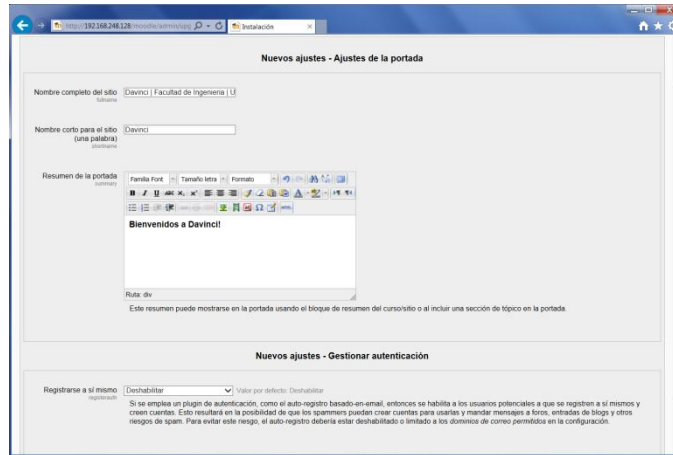 http://192.168.248.128/moodle/admin/upg
Instalación
Nuevos ajustes - Ajustes de la portada
Nombre completo del sitio
fullname
Davinci | Facultad de Ingenieria | U
Nombre corto para el sitio
(una palabra)
shortname
Davinci
Resumen de la portada
summary
Familia Font Tamaño letra Formato
B I U ABC
HTML
Bienvenidos a Davinci!
Ruta: div
Este resumen puede mostrarse en la portada usando el bloque de resumen del curso/sitio o al incluir una sección de tópico en la portada.
Nuevos ajustes - Gestionar autenticación
Registrarse a sí mismo
registerauth
Deshabilitar Valor por defecto: Deshabilitar
Si se emplea un plugin de autenticación, como el auto-registro basado-en-email, entonces se habilita a los usuarios potenciales a que se registren a sí mismos y
creen cuentas. Esto resultará en la posibilidad de que los spammers puedan crear cuentas para usarlas y mandar mensajes a foros, entradas de blogs y otros
riesgos de spam. Para evitar este riesgo, el auto-registro debería estar deshabilitado o limitado a los dominios de correo permitidos en la configuración.